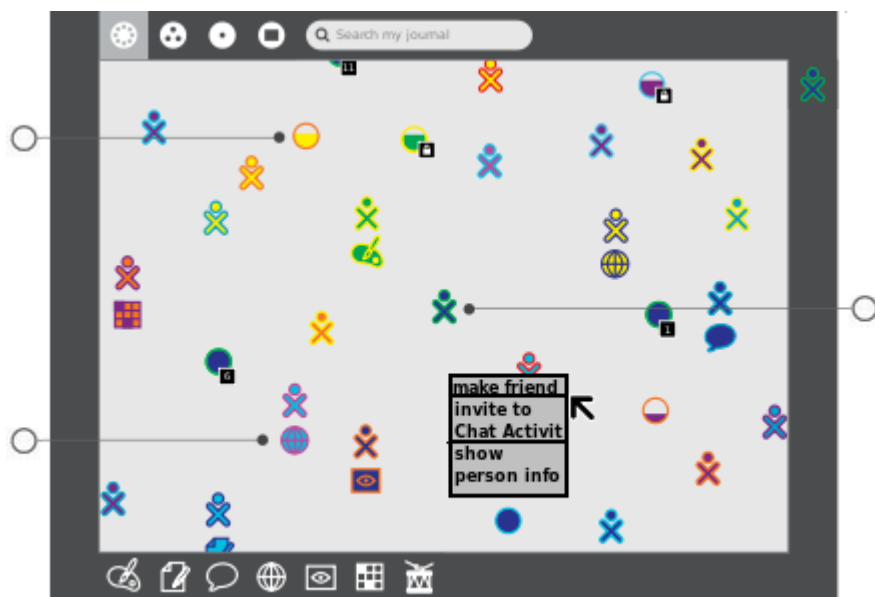 Search my journal
11
1
6
make friend
invite to
Chat Activit
show
person info